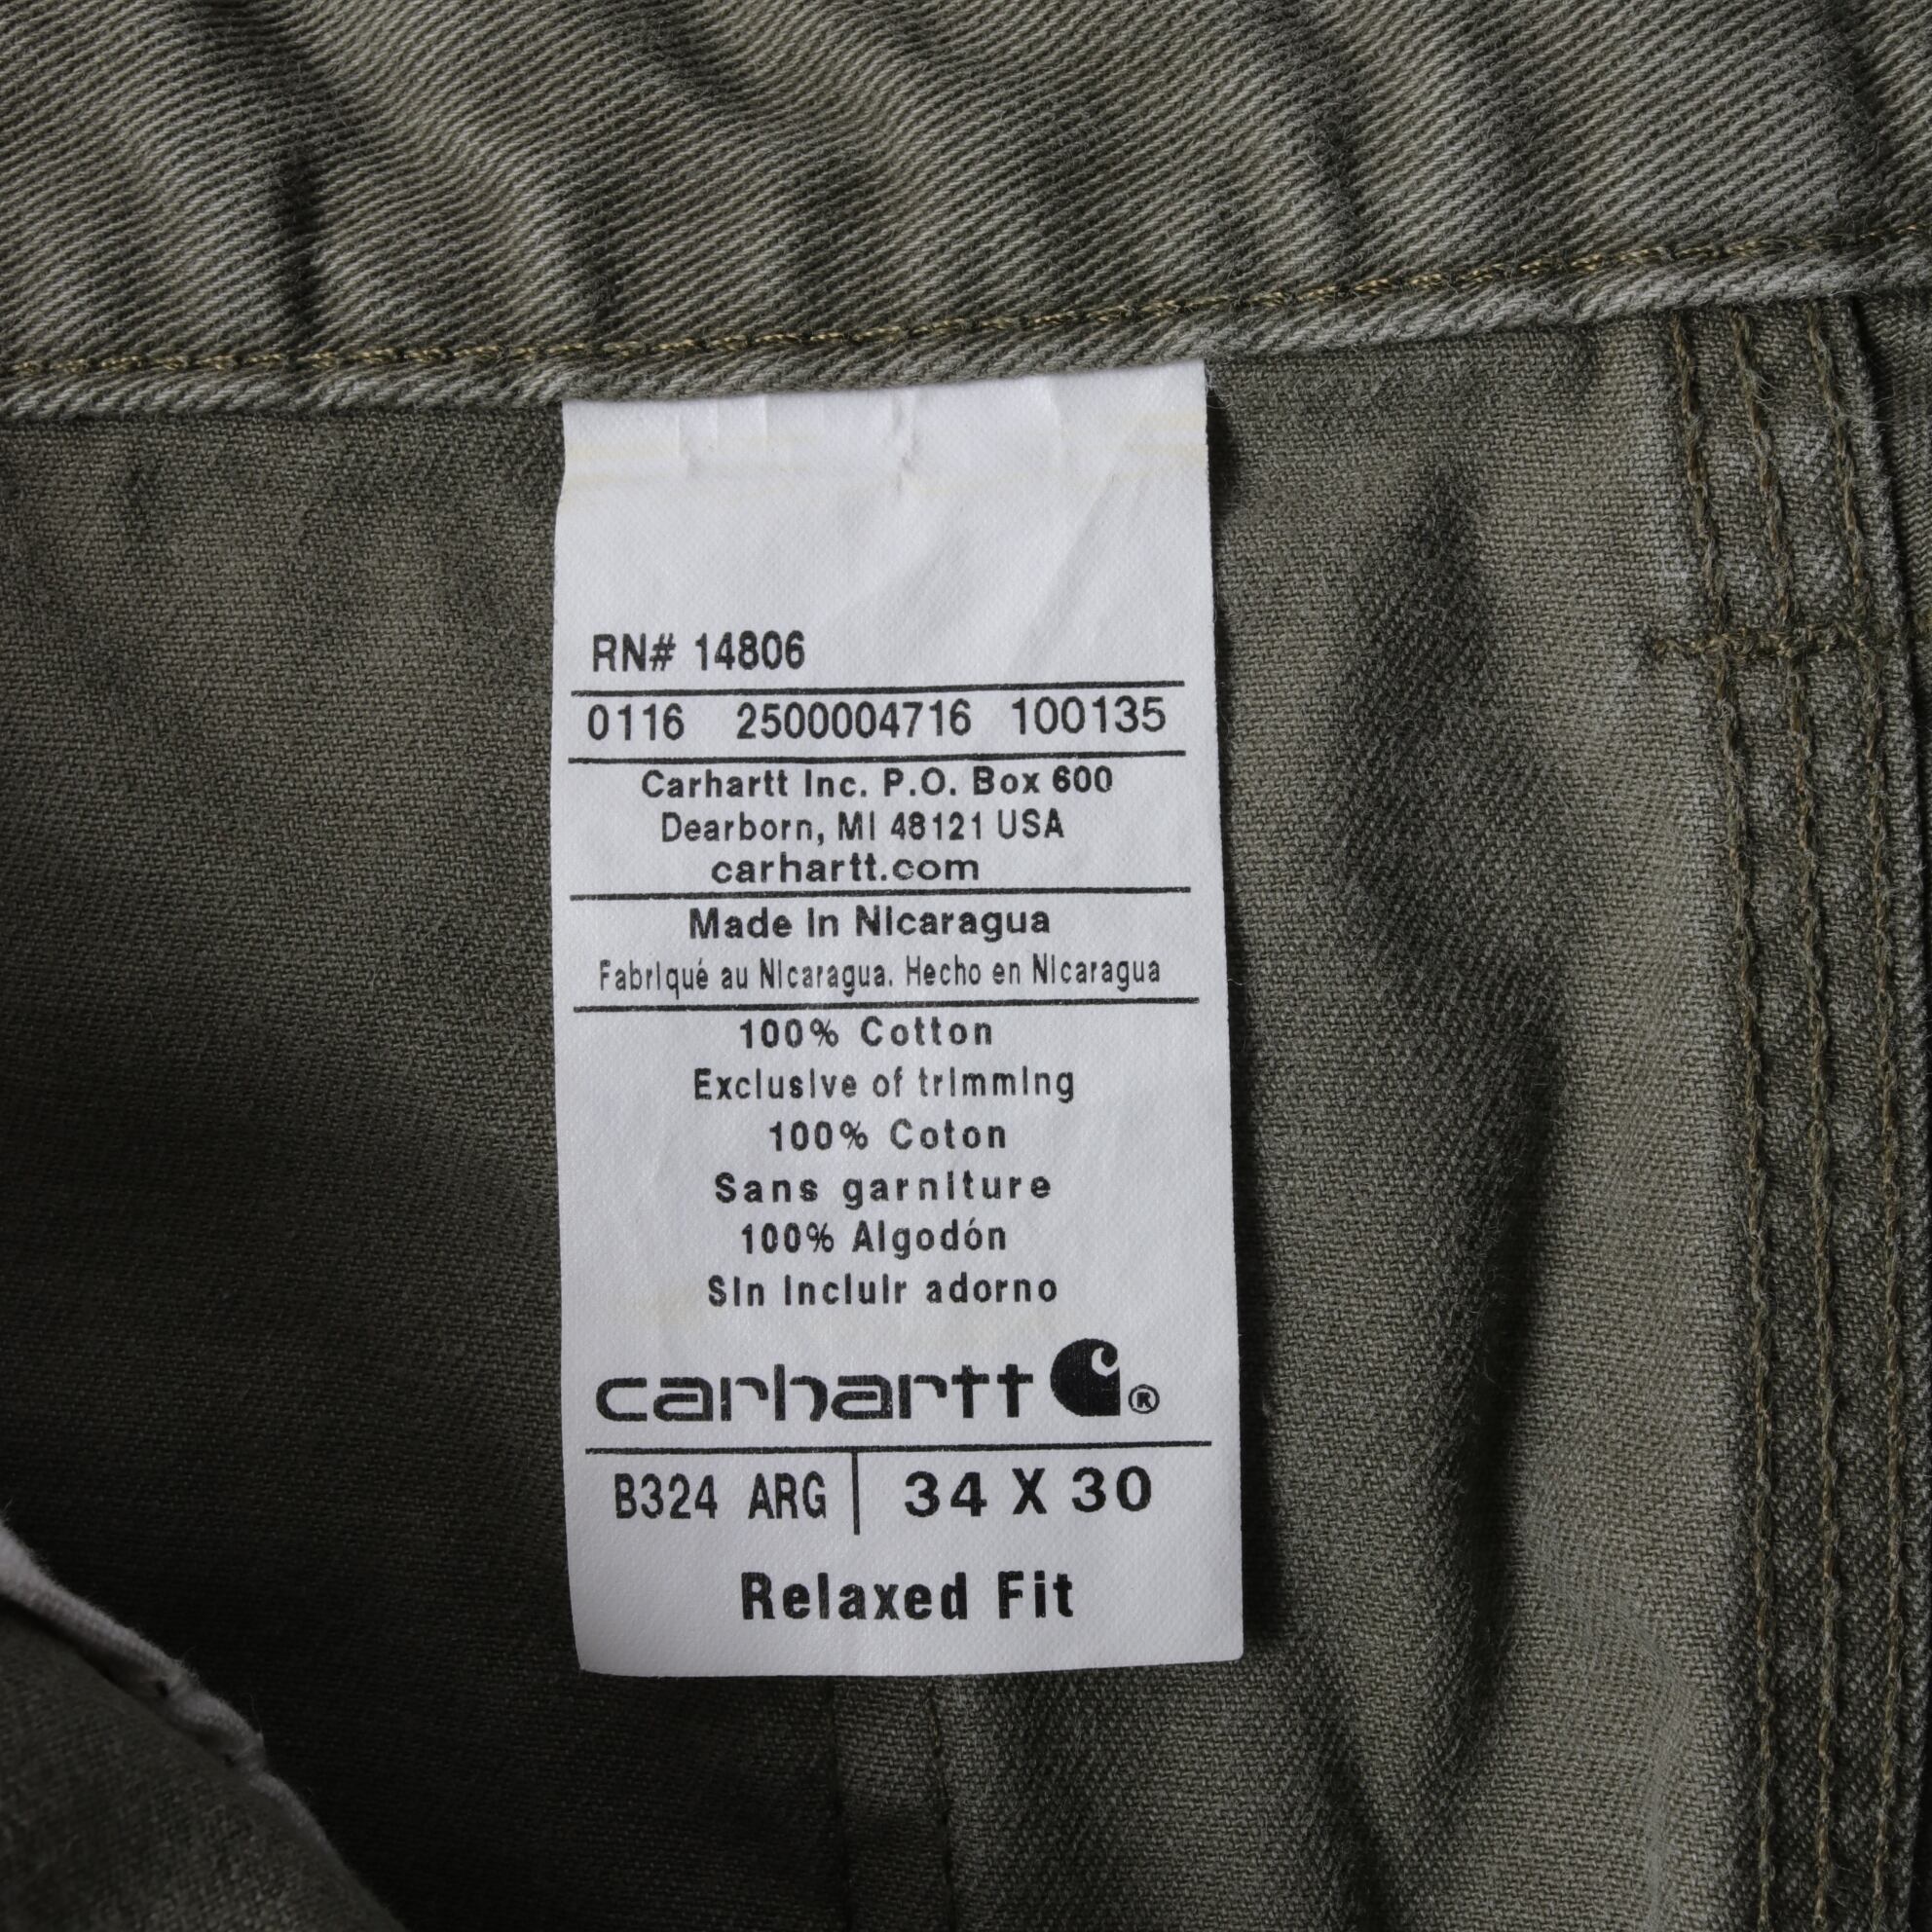 RN# 14806
0116 2500004716 100135
Carhartt Inc. P.O. Box 600
Dearborn, MI 48121 USA
carhartt.com
Made In Nicaragua
Fabriqué au Nicaragua. Hecho en Nicaragua
100% Cotton
Exclusive of trimming
100% Coton
Sans garniture
100% Algodón
Sin incluir adorno
carhartt ®
B324 ARG 34 X 30
Relaxed Fit